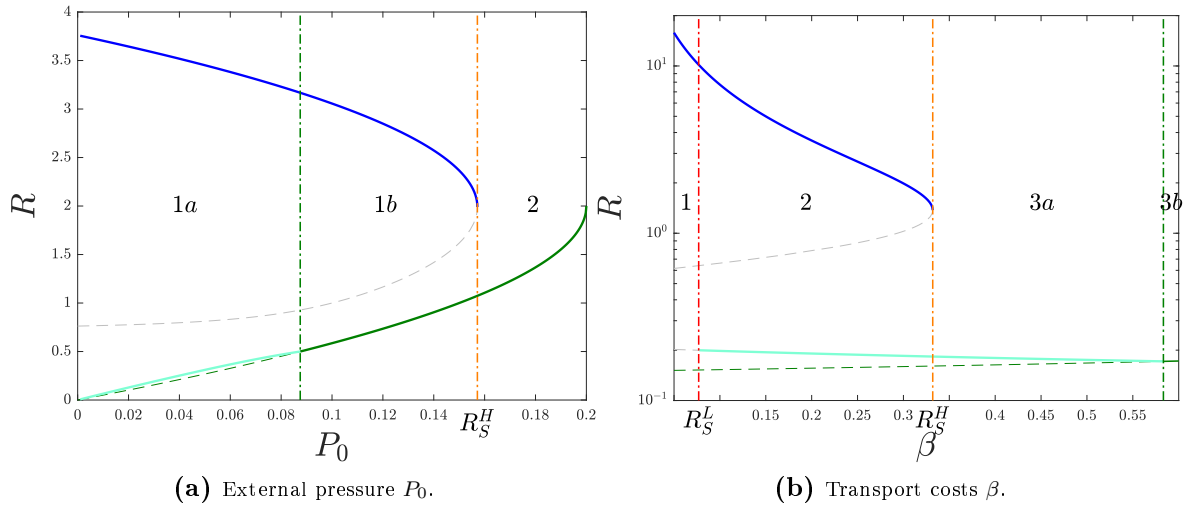 4
3.5
3
2.5
2
1.5
1
0.5
0
R
1a
1b
2
0
0.02
0.04
0.06
0.08
0.1
0.12
0.14
0.18
0.2
R_S^H
P_0
(a) External pressure P_0.
10^1
10^0
10^{-1}
R
1
2
3a
3b
0.15
0.2
0.25
0.3
0.4
0.45
0.5
0.55
R_S^L
R_S^H
β
(b) Transport costs β.